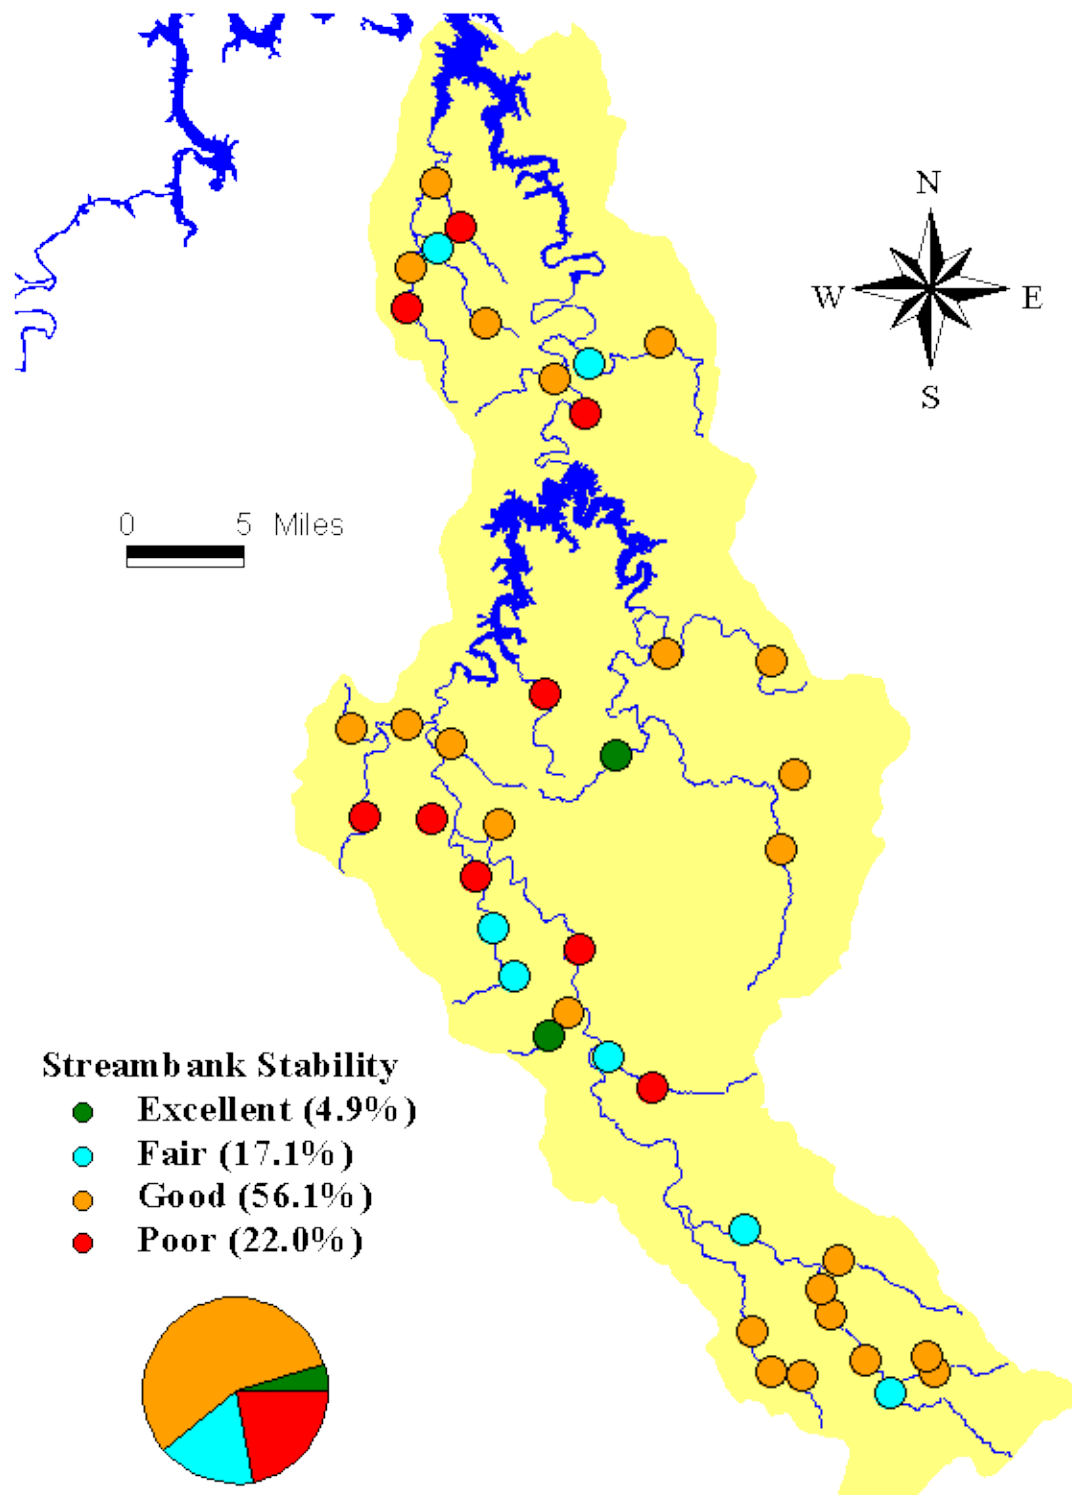 N
W E
S
0 5 Miles
Streambank Stability
Excellent (4.9%)
Fair (17.1%)
Good (56.1%)
Poor (22.0%)